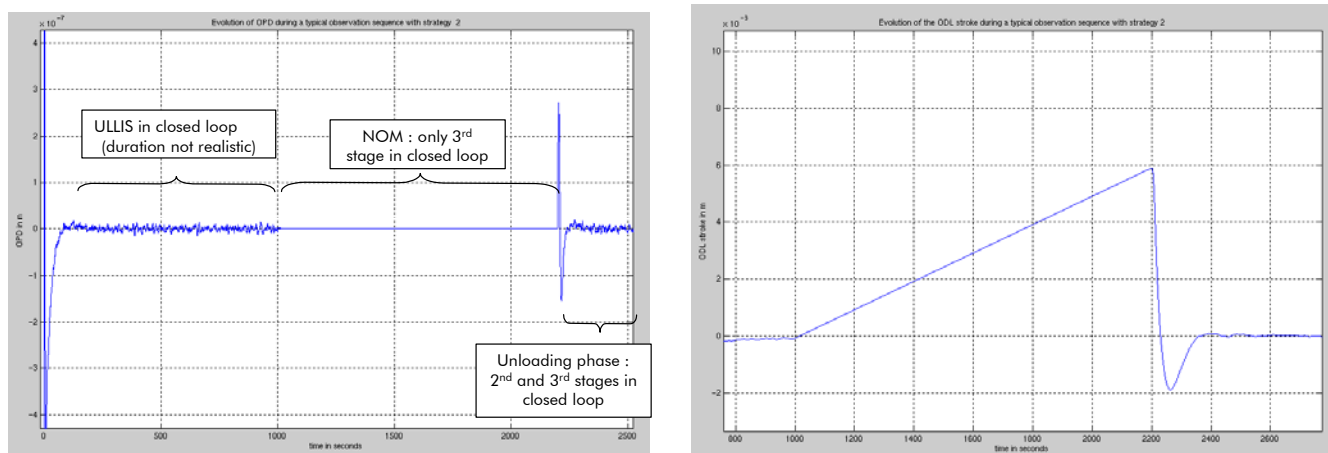 Evolution of OPD during a typical observation sequence with strategy 2
× 10⁻⁷
4
3
2
1
0
−1
−2
−3
−4
OPD in m
ULLIS in closed loop
(duration not realistic)
NOM : only 3rd
stage in closed loop
Unloading phase :
2nd and 3rd stages in
closed loop
0
500
1000
1500
2000
2500
time in seconds
Evolution of the ODL stroke during a typical observation sequence with strategy 2
× 10⁻³
10
8
6
4
2
0
−2
ODL stroke in m
800
1000
1200
1400
1600
1800
2000
2200
2400
2600
time in seconds